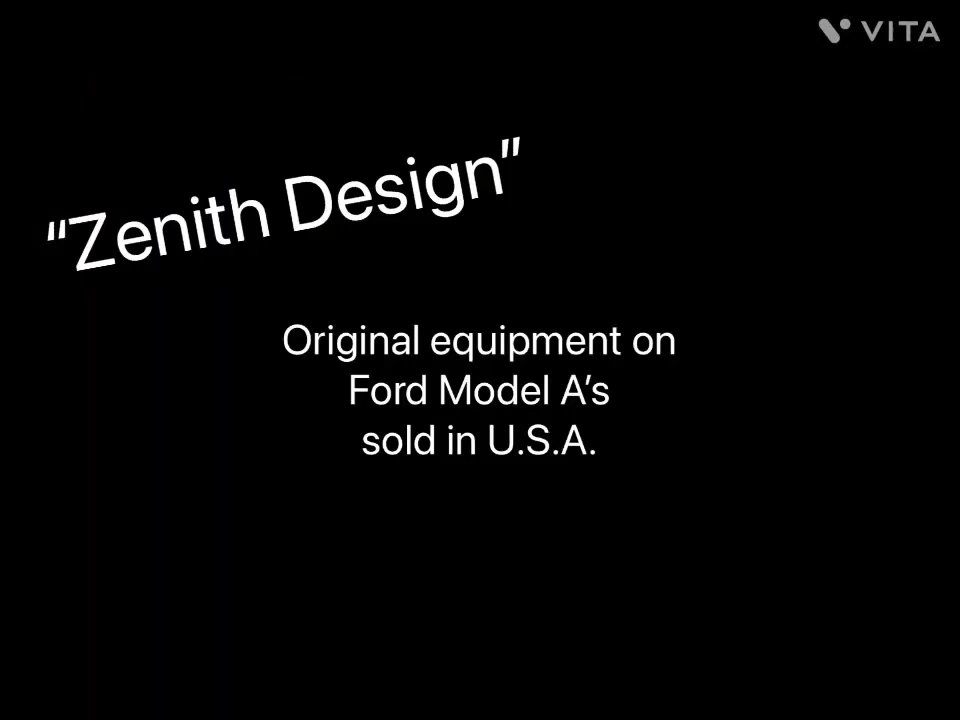 VITA
“Zenith Design”
Original equipment on
Ford Model A’s
sold in U.S.A.